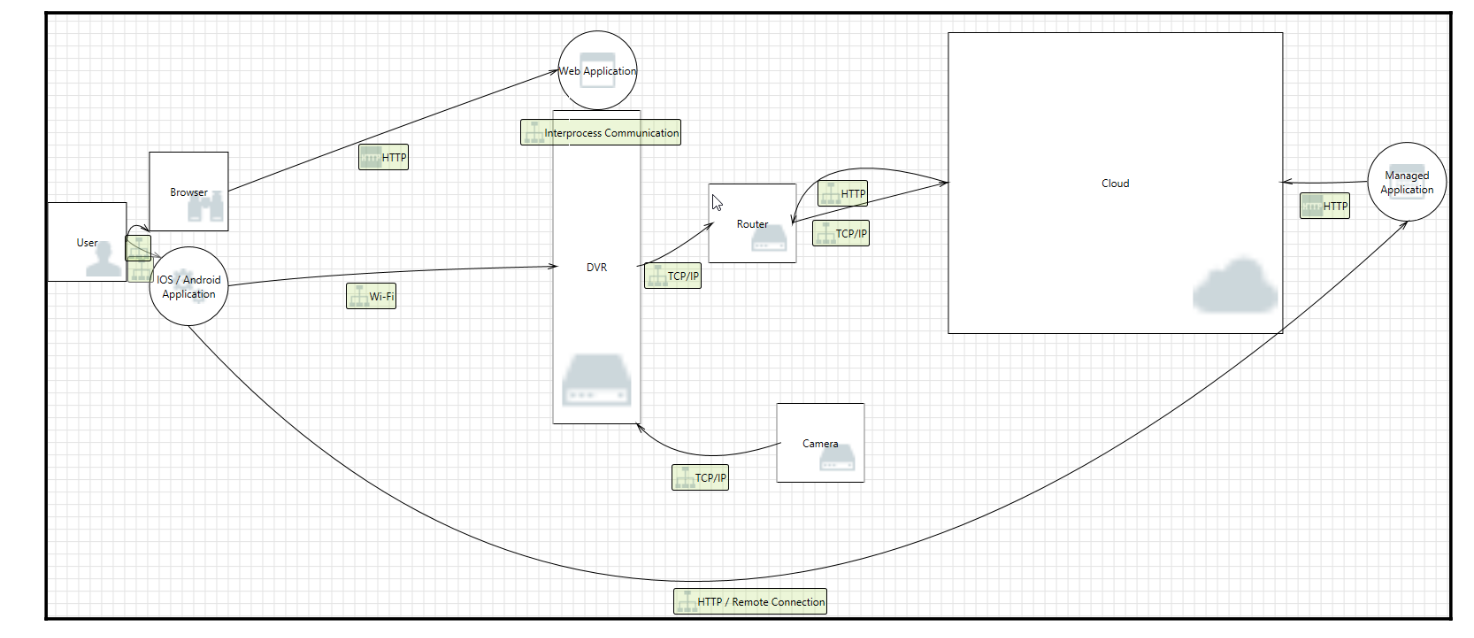 Web Application
Interprocess Communication
HTTP
Browser
User
IOS / Android
Application
Wi-Fi
DVR
TCP/IP
Router
HTTP
TCP/IP
Cloud
HTTP
Managed
Application
Camera
TCP/IP
HTTP / Remote Connection